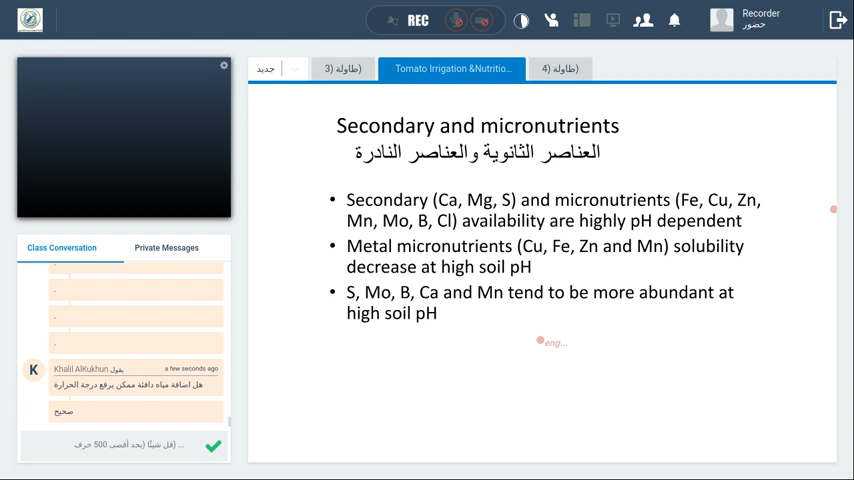 REC
Recorder
حضور
جديد
طاولة 3)
Tomato Irrigation &Nutritio...
طاولة 4)
Secondary and micronutrients
العناصر الثانوية والعناصر النادرة
• Secondary (Ca, Mg, S) and micronutrients (Fe, Cu, Zn,
Mn, Mo, B, Cl) availability are highly pH dependent
• Metal micronutrients (Cu, Fe, Zn and Mn) solubility
decrease at high soil pH
• S, Mo, B, Ca and Mn tend to be more abundant at
high soil pH
eng...
Class Conversation
Private Messages
.
.
.
.
K
Khalil AlKukhun يقول
a few seconds ago
هل اضافة مياه دافئة ممكن يرفع درجة الحرارة
صحيح
... (قل شيئًا (بحد أقصى 500 حرف